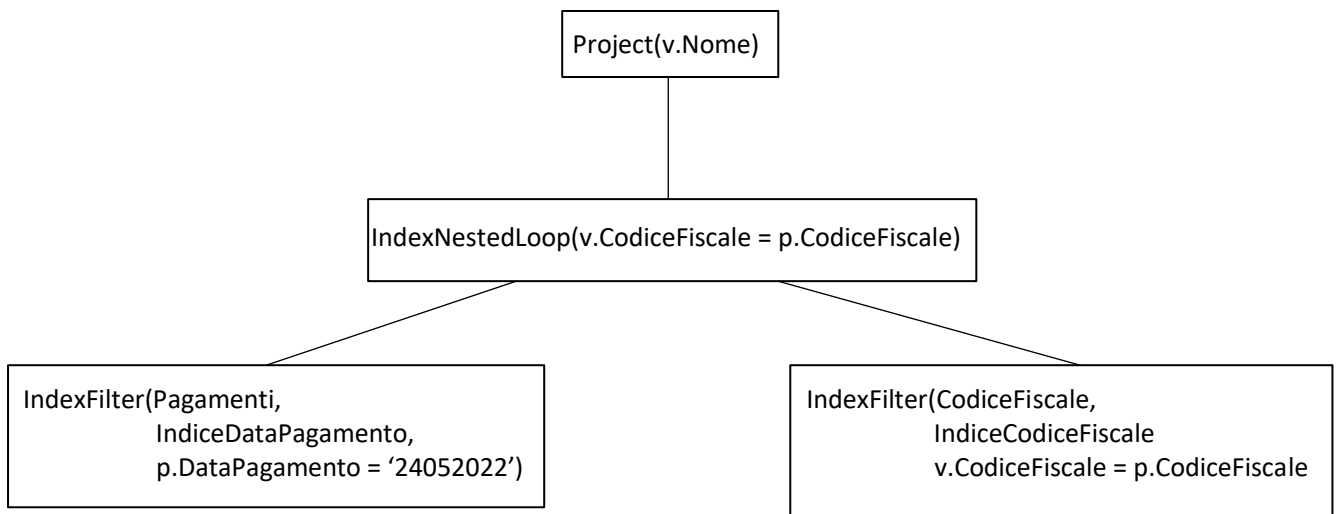 Project(v.Nome)
IndexNestedLoop(v.CodiceFiscale = p.CodiceFiscale)
IndexFilter(Pagamenti,
IndiceDataPagamento,
p.DataPagamento = ‘24052022’)
IndexFilter(CodiceFiscale,
IndiceCodiceFiscale
v.CodiceFiscale = p.CodiceFiscale